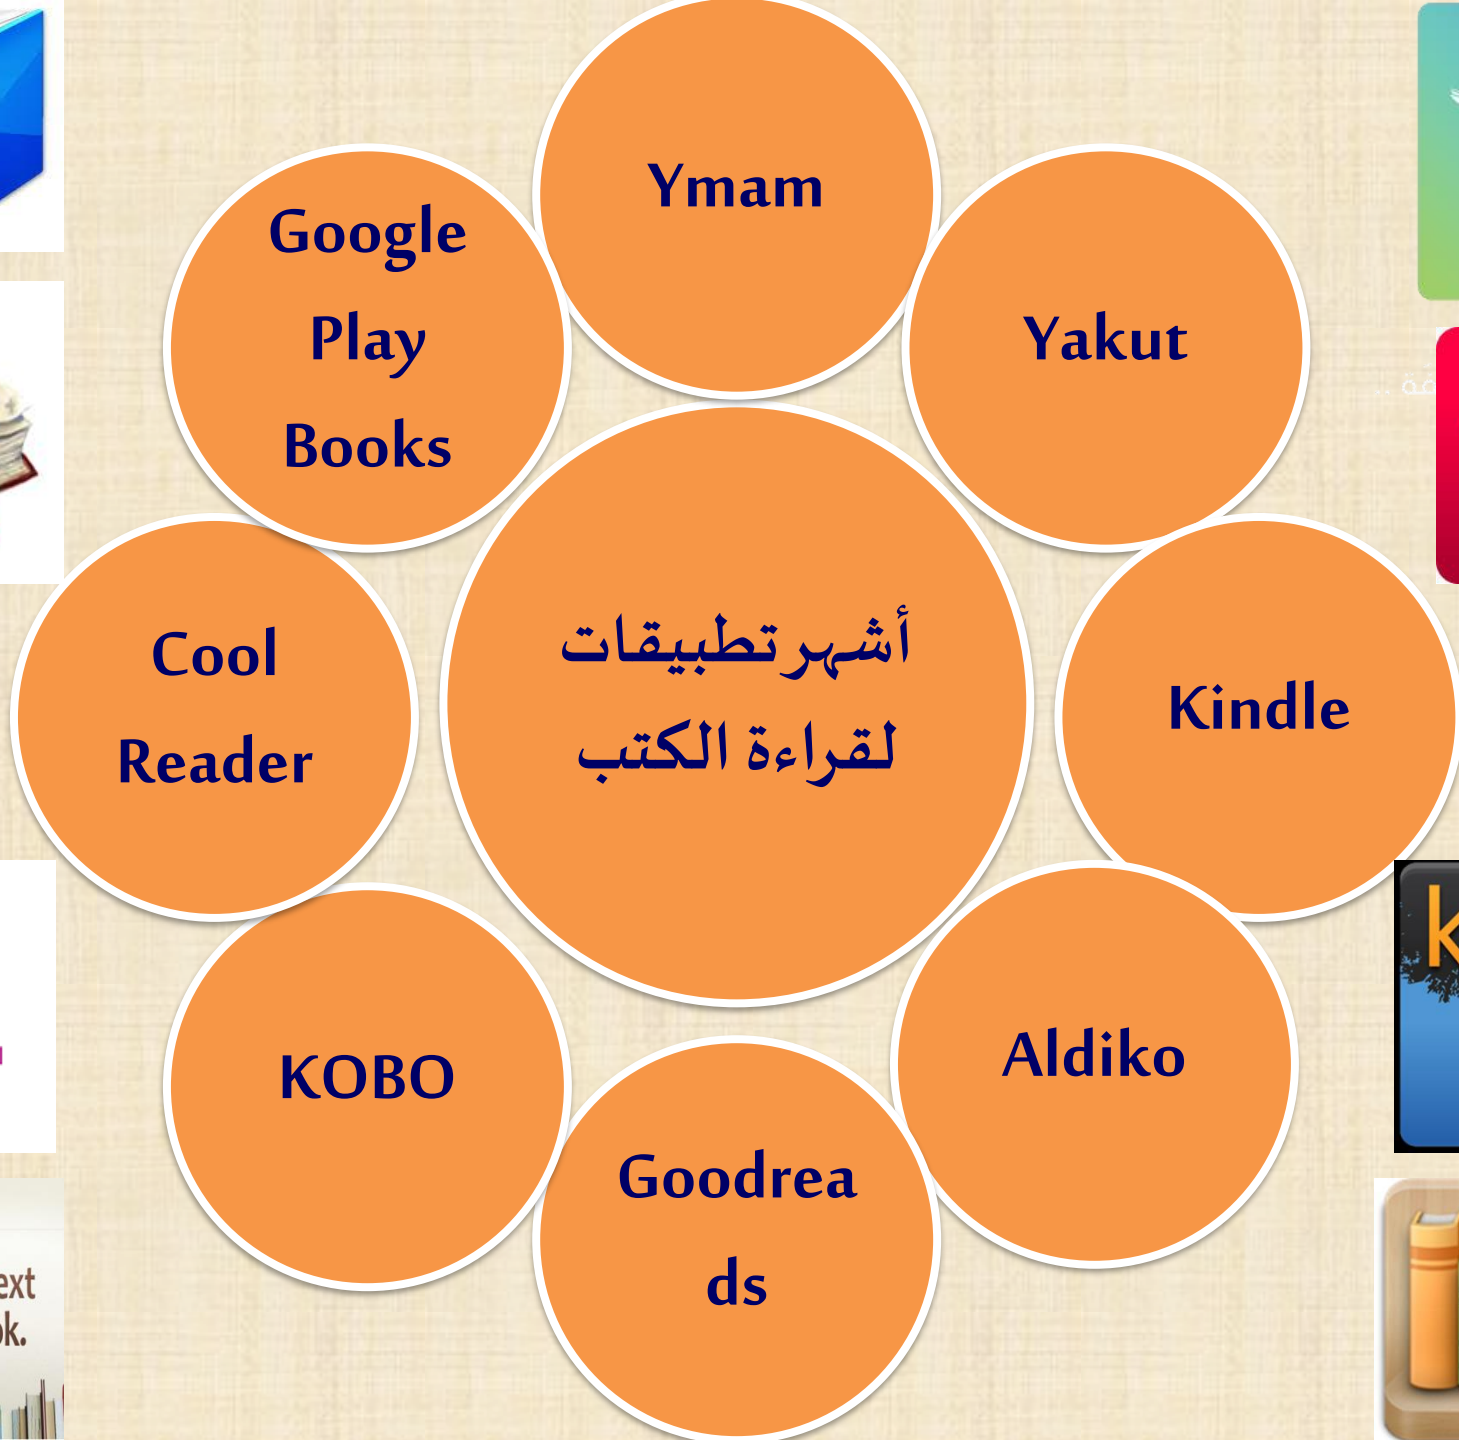 أشهر تطبيقات
لقراءة الكتب
Ymam
Yakut
Kindle
Aldiko
Goodrea
ds
KOBO
Cool
Reader
Google
Play
Books